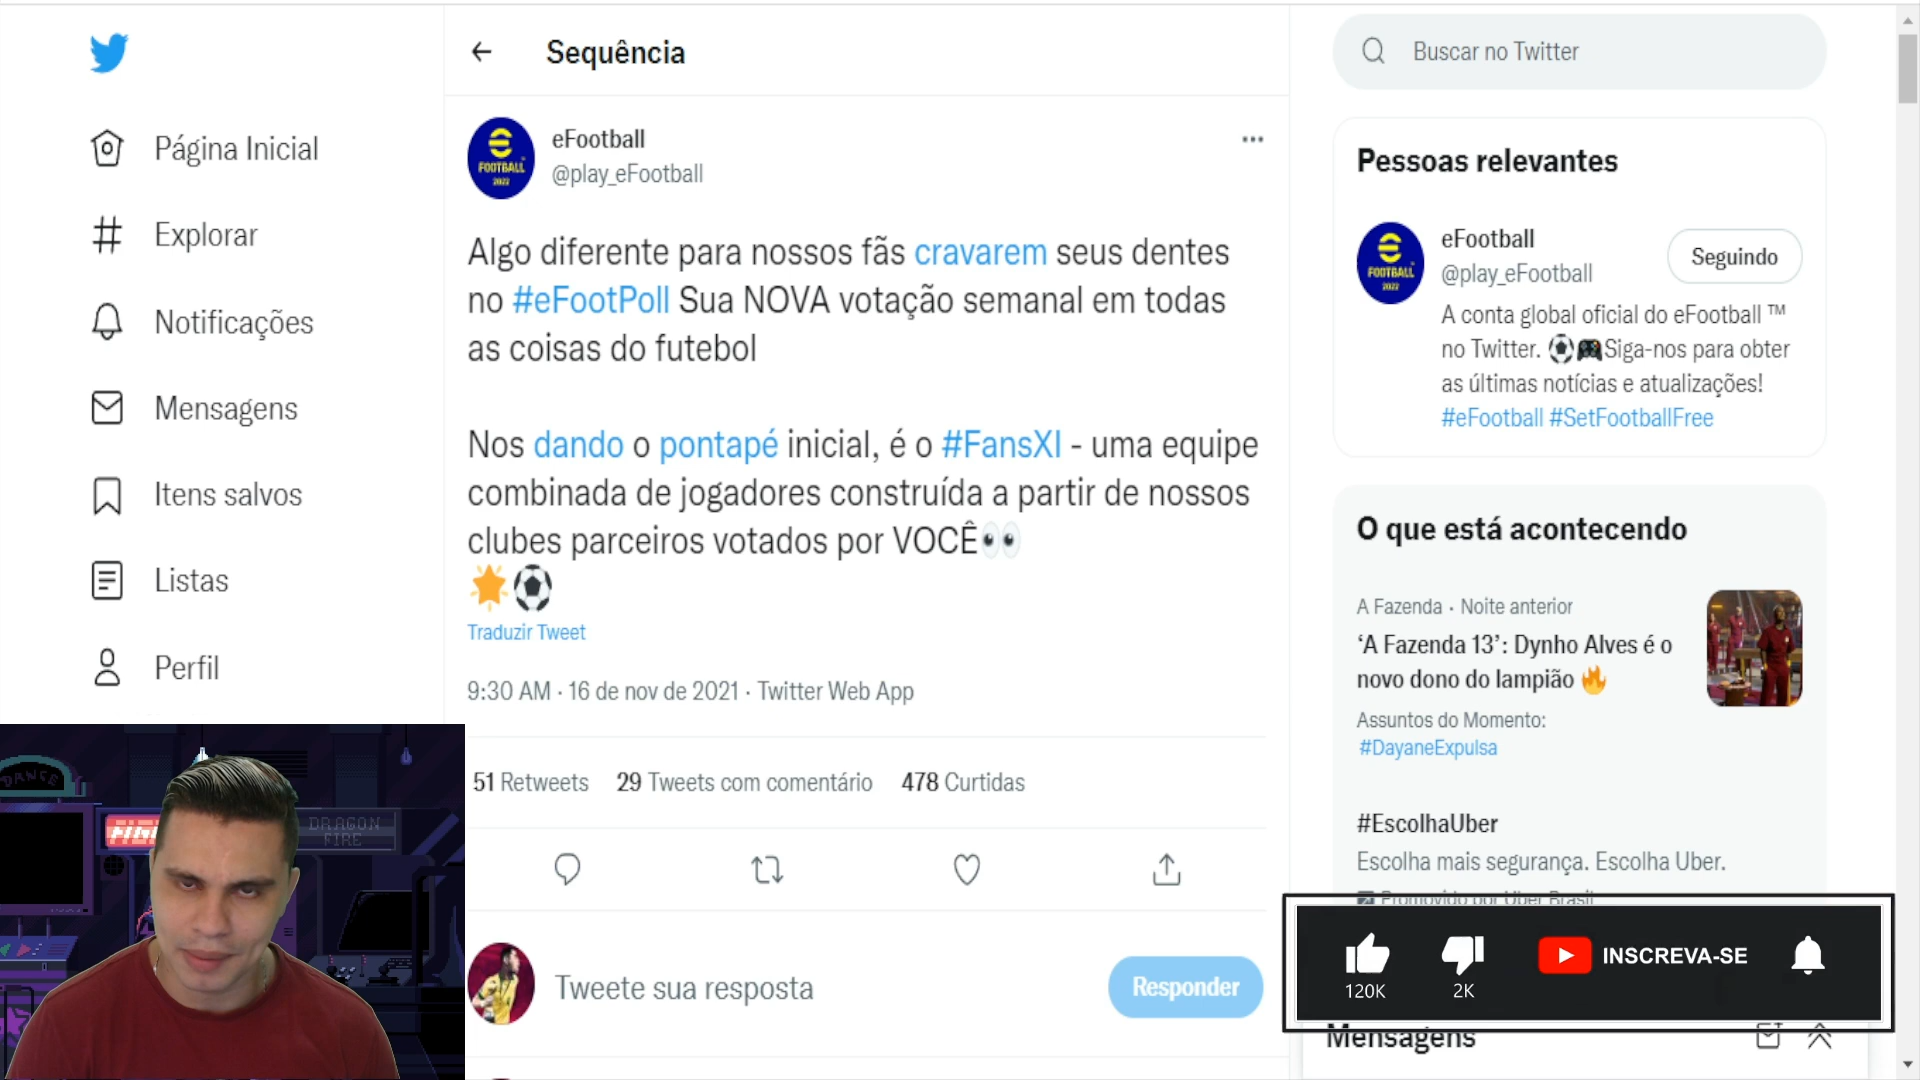 Sequência
Buscar no Twitter
Página Inicial
Explorar
Notificações
Mensagens
Itens salvos
Listas
Perfil
eFootball
@play_eFootball
FOOTBALL
2022
Algo diferente para nossos fãs cravarem seus dentes
no #eFootPoll Sua NOVA votação semanal em todas
as coisas do futebol
Nos dando o pontapé inicial, é o #FansXI - uma equipe
combinada de jogadores construída a partir de nossos
clubes parceiros votados por VOCÊ👀
🌟⚽
Traduzir Tweet
9:30 AM · 16 de nov de 2021 · Twitter Web App
51 Retweets 29 Tweets com comentário 478 Curtidas
Tweete sua resposta
Responder
Pessoas relevantes
FOOTBALL
2022
eFootball
@play_eFootball
Seguindo
A conta global oficial do eFootball ™
no Twitter. ⚽🎮Siga-nos para obter
as últimas notícias e atualizações!
#eFootball #SetFootballFree
O que está acontecendo
A Fazenda · Noite anterior
‘A Fazenda 13’: Dynho Alves é o
novo dono do lampião 🔥
Assuntos do Momento:
#DayaneExpulsa
#EscolhaUber
Escolha mais segurança. Escolha Uber.
Promovido por Uber Brasil
120K
2K
INSCREVA-SE
Mensagens
DANCE
DRAGON
FIRE